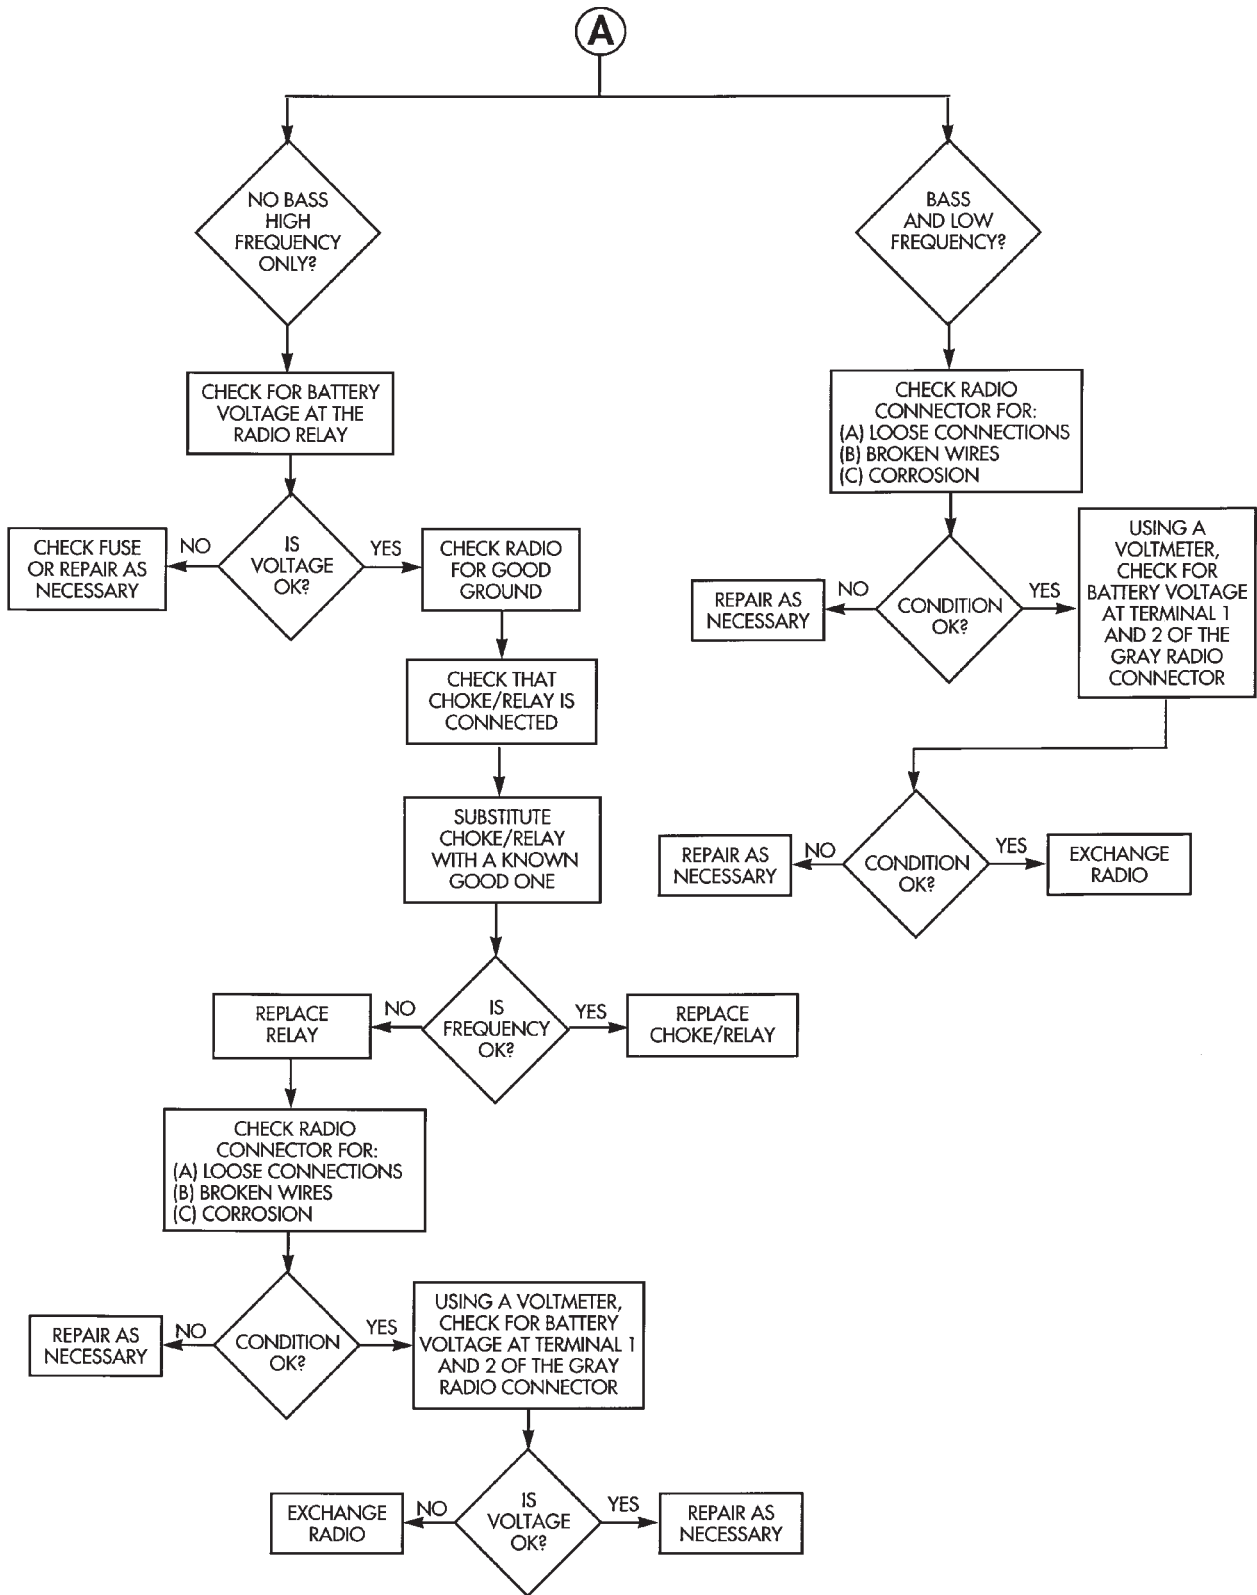 A
NO BASS
HIGH
FREQUENCY
ONLY?
BASS
AND LOW
FREQUENCY?
CHECK FOR BATTERY
VOLTAGE AT THE
RADIO RELAY
CHECK RADIO
CONNECTOR FOR:
(A) LOOSE CONNECTIONS
(B) BROKEN WIRES
(C) CORROSION
CHECK FUSE
OR REPAIR AS
NECESSARY
NO
IS
VOLTAGE
OK?
YES
CHECK RADIO
FOR GOOD
GROUND
REPAIR AS
NECESSARY
NO
CONDITION
OK?
YES
USING A
VOLTMETER,
CHECK FOR
BATTERY VOLTAGE
AT TERMINAL 1
AND 2 OF THE
GRAY RADIO
CONNECTOR
CHECK THAT
CHOKE/RELAY IS
CONNECTED
SUBSTITUTE
CHOKE/RELAY
WITH A KNOWN
GOOD ONE
REPAIR AS
NECESSARY
NO
CONDITION
OK?
YES
EXCHANGE
RADIO
REPLACE
RELAY
NO
IS
FREQUENCY
OK?
YES
REPLACE
CHOKE/RELAY
CHECK RADIO
CONNECTOR FOR:
(A) LOOSE CONNECTIONS
(B) BROKEN WIRES
(C) CORROSION
REPAIR AS
NECESSARY
NO
CONDITION
OK?
YES
USING A VOLTMETER,
CHECK FOR BATTERY
VOLTAGE AT TERMINAL 1
AND 2 OF THE GRAY
RADIO CONNECTOR
EXCHANGE
RADIO
NO
IS
VOLTAGE
OK?
YES
REPAIR AS
NECESSARY